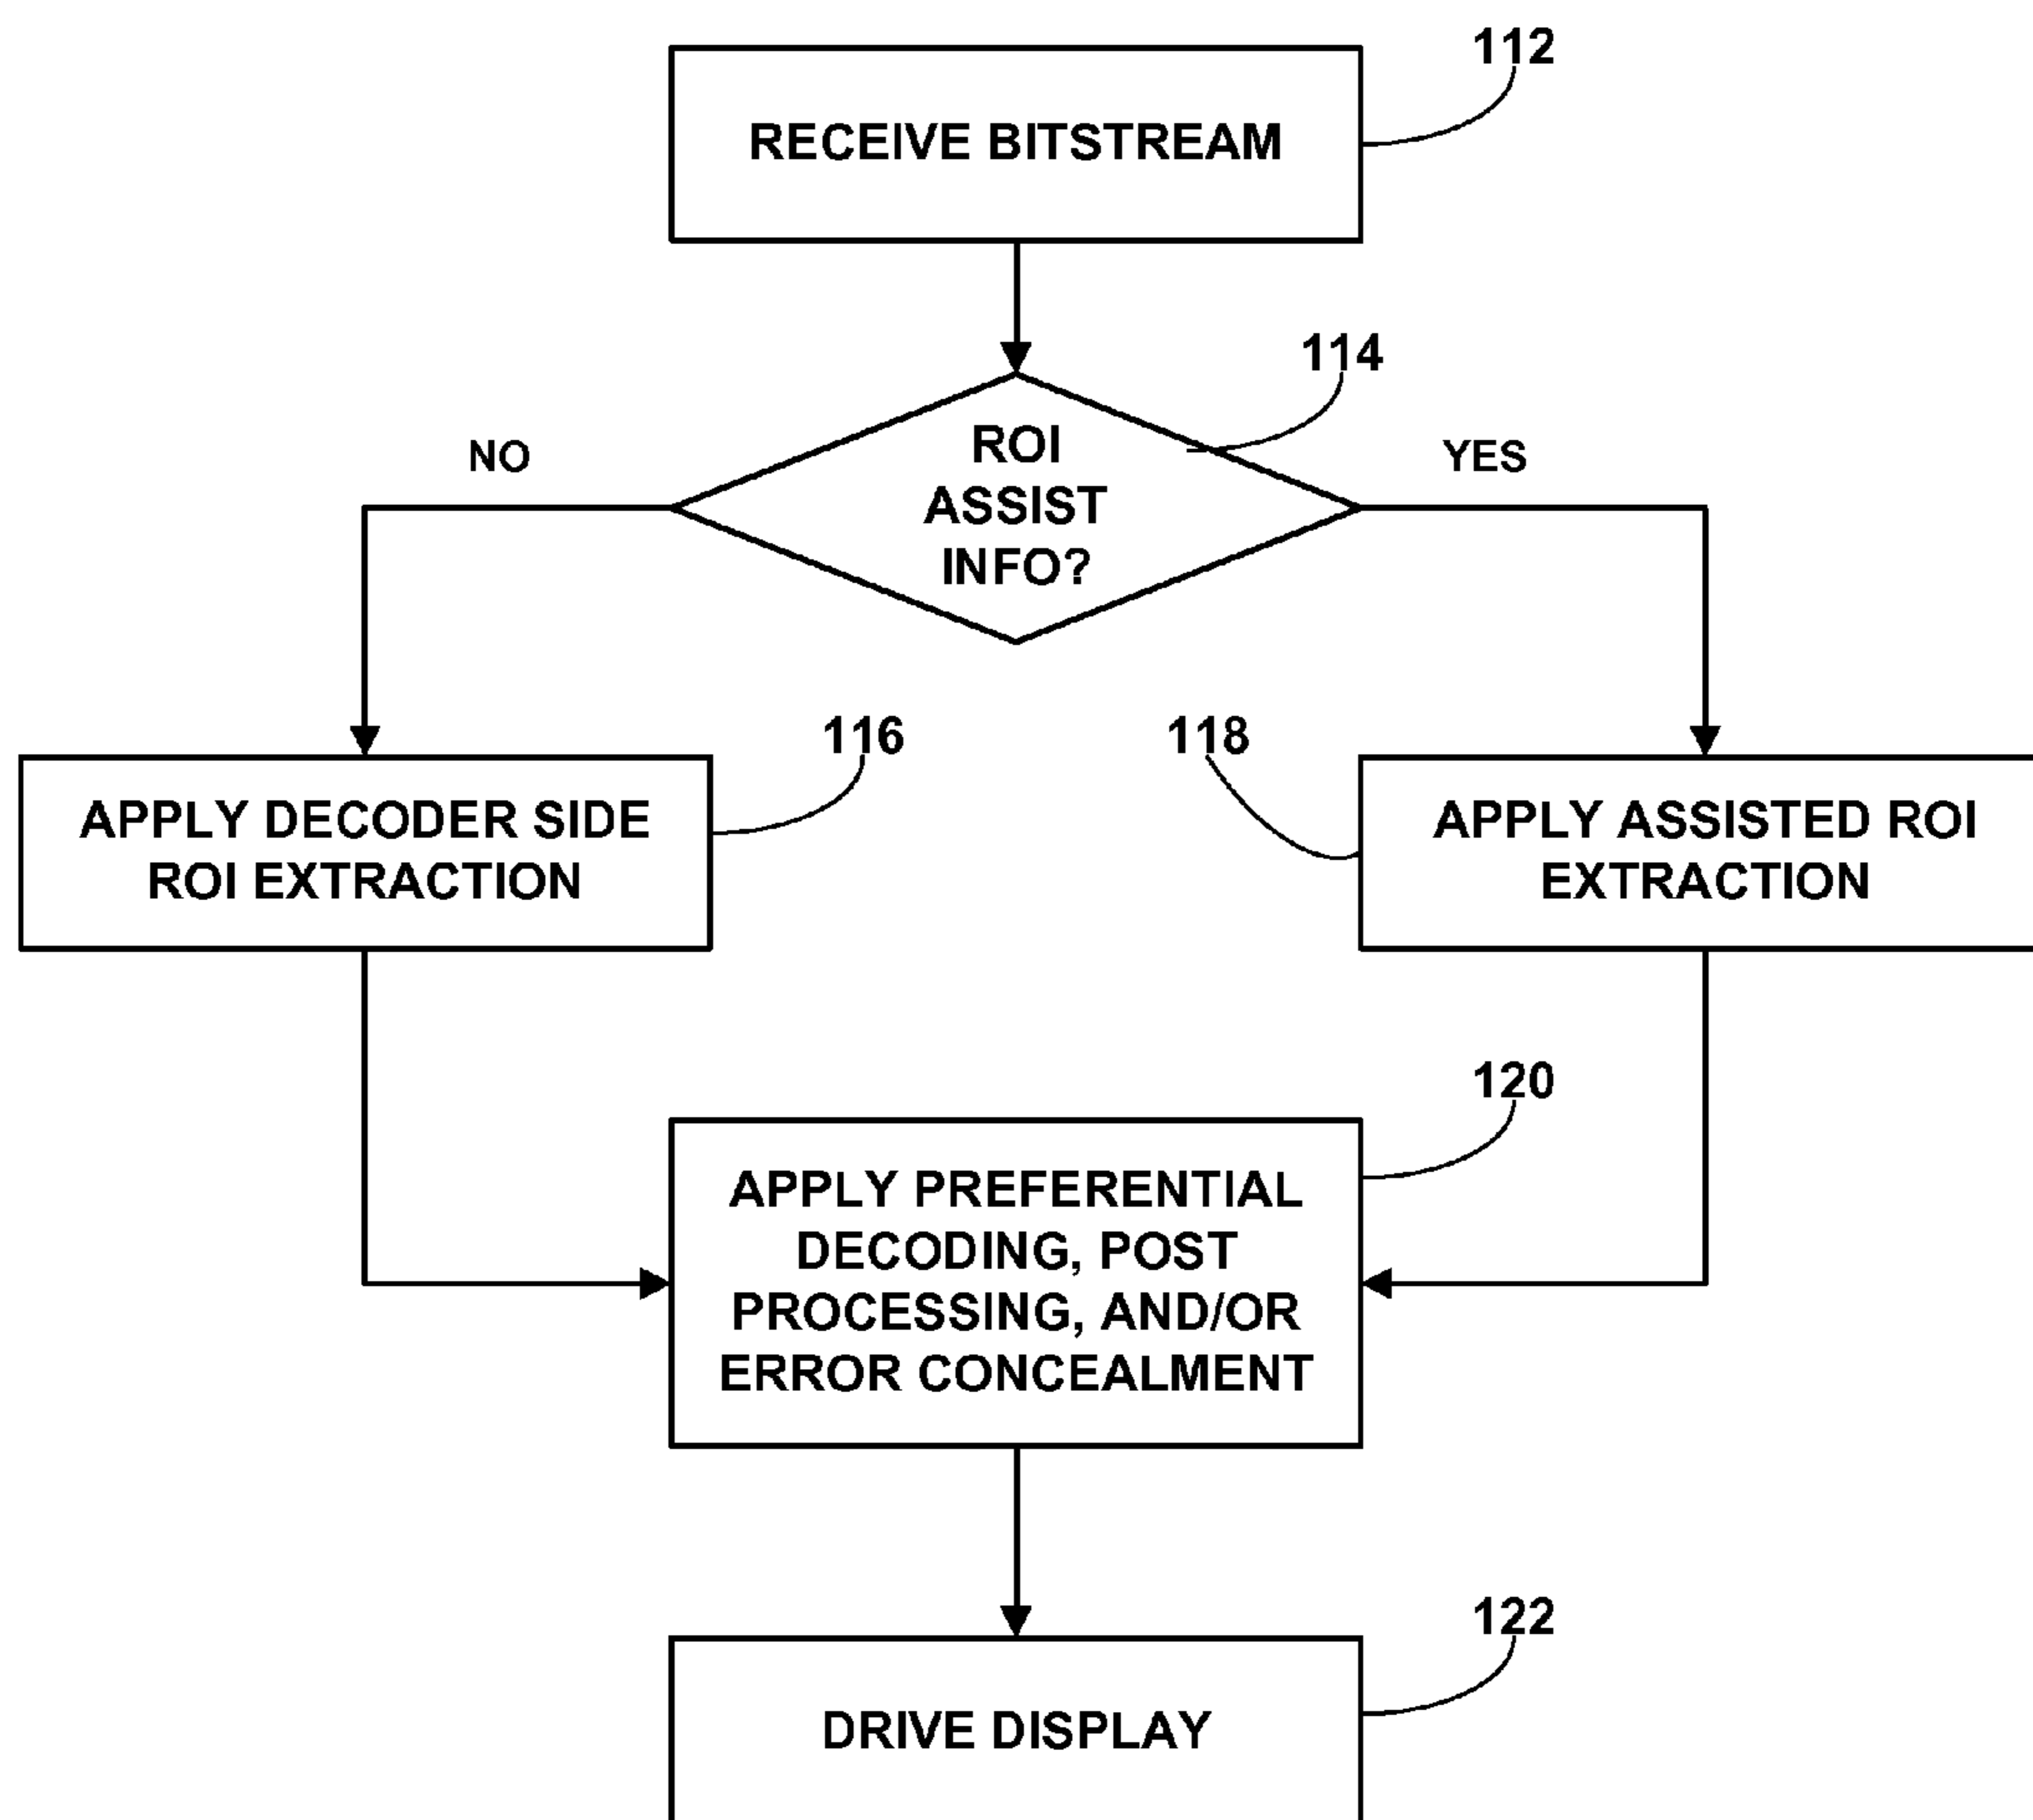 112
RECEIVE BITSTREAM
114
ROI
ASSIST
INFO?
NO
YES
116
118
APPLY DECODER SIDE
ROI EXTRACTION
APPLY ASSISTED ROI
EXTRACTION
120
APPLY PREFERENTIAL
DECODING, POST
PROCESSING, AND/OR
ERROR CONCEALMENT
122
DRIVE DISPLAY